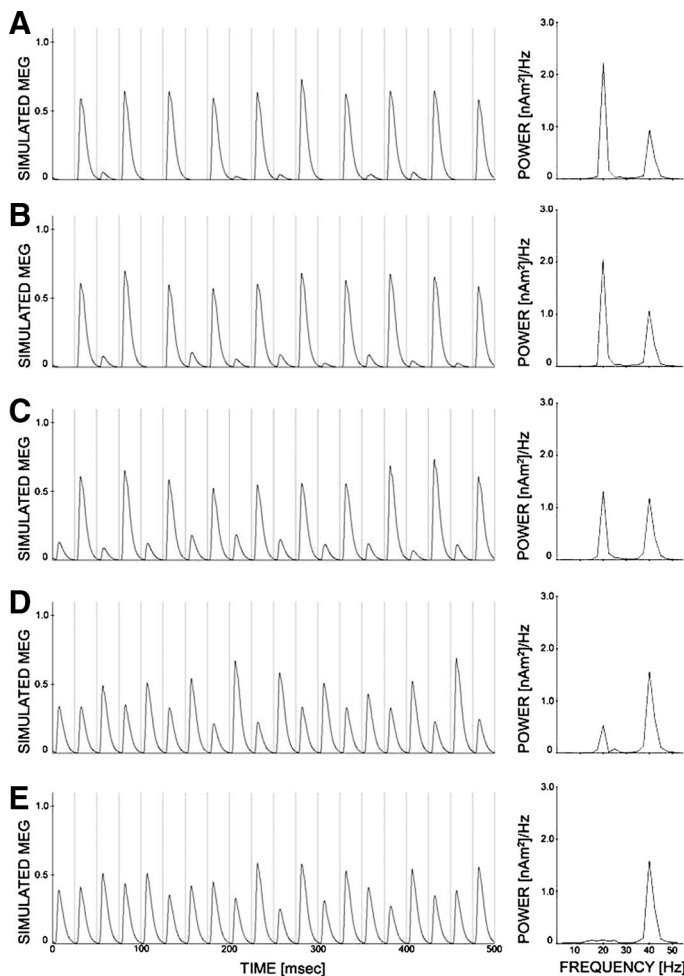 A
SIMULATED MEG
1.0
0.5
0
POWER [nAm²]/Hz
3.0
2.0
1.0
0
B
SIMULATED MEG
1.0
0.5
0
POWER [nAm²]/Hz
3.0
2.0
1.0
0
C
SIMULATED MEG
1.0
0.5
0
POWER [nAm²]/Hz
3.0
2.0
1.0
0
D
SIMULATED MEG
1.0
0.5
0
POWER [nAm²]/Hz
3.0
2.0
1.0
0
E
SIMULATED MEG
1.0
0.5
0
0 100 200 300 400 500
TIME [msec]
POWER [nAm²]/Hz
3.0
2.0
1.0
0
10 20 30 40 50
FREQUENCY [Hz]